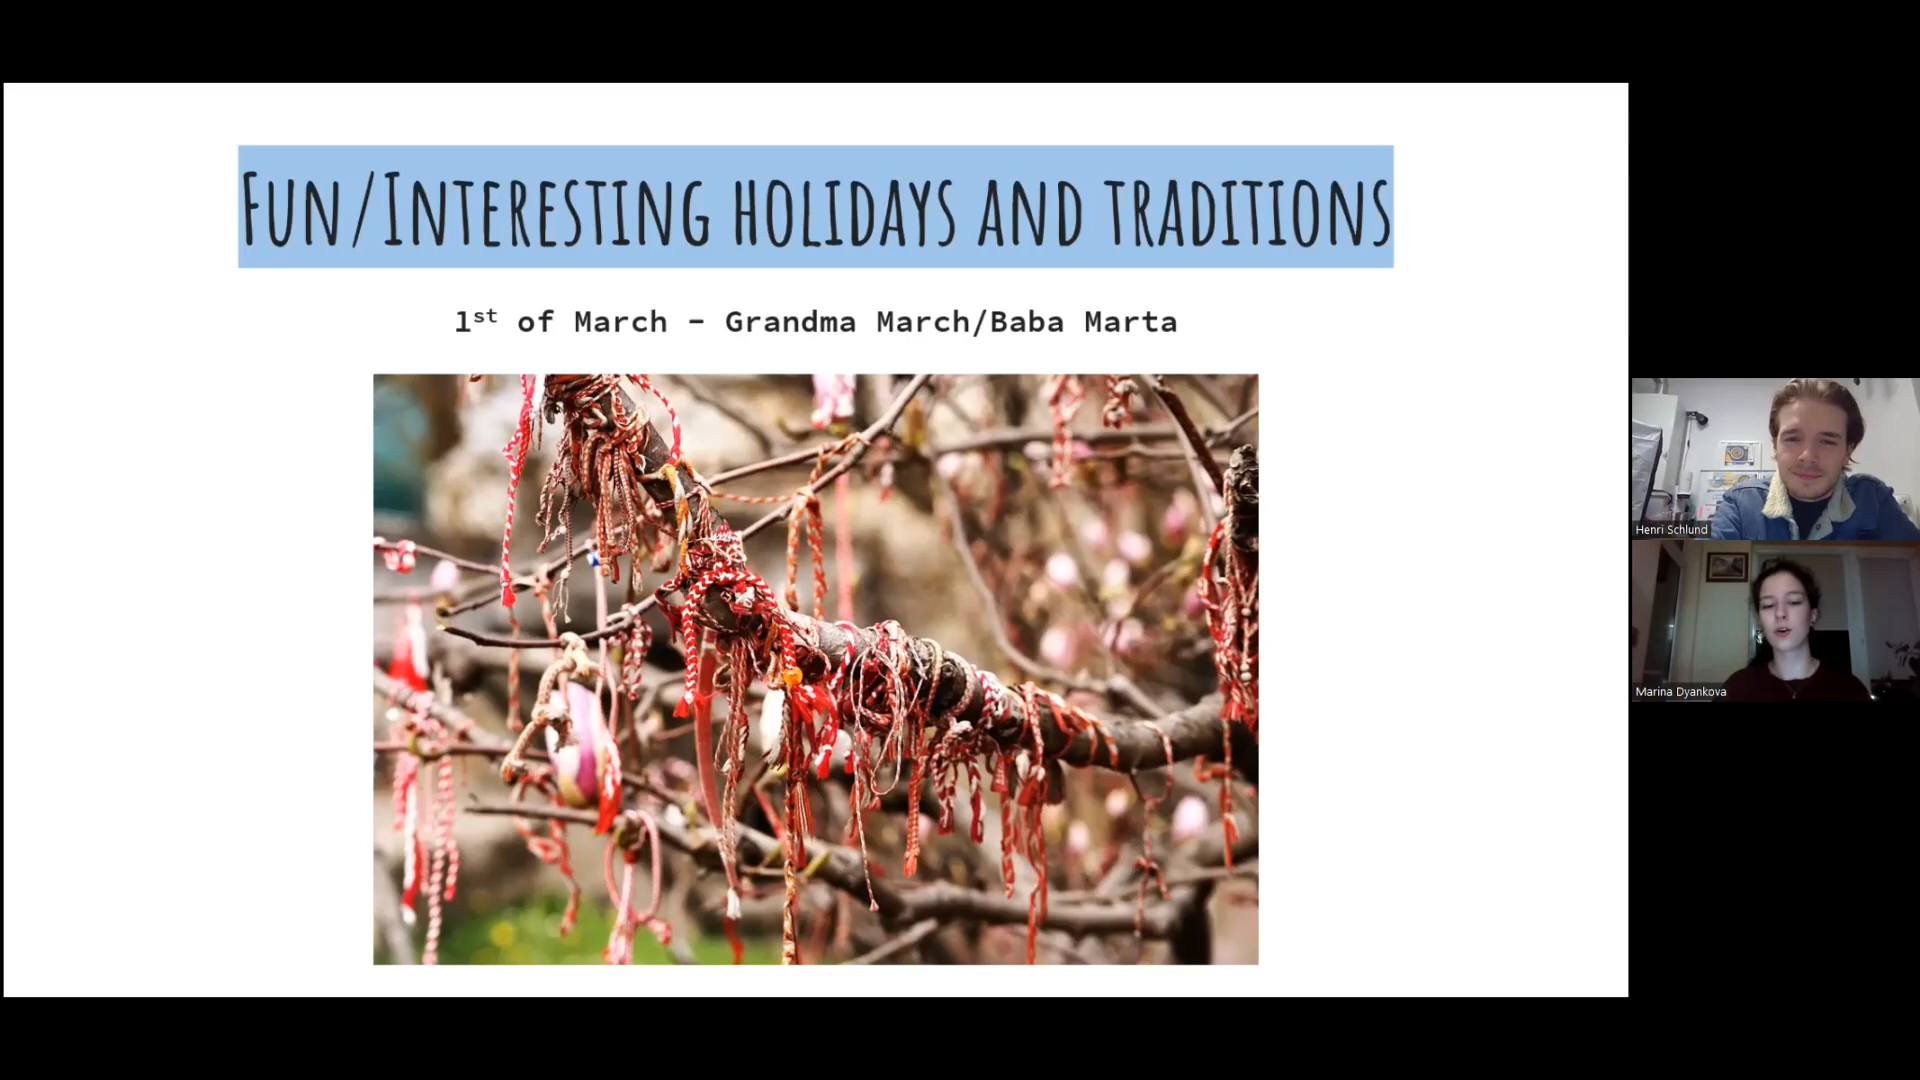 Fun/Interesting holidays and traditions
1st of March – Grandma March/Baba Marta
Henri Schlund
Marina Dyankova